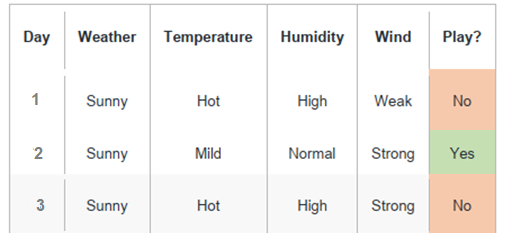 Day Weather Temperature Humidity Wind Play?
1 Sunny Hot High Weak No
2 Sunny Mild Normal Strong Yes
3 Sunny Hot High Strong No